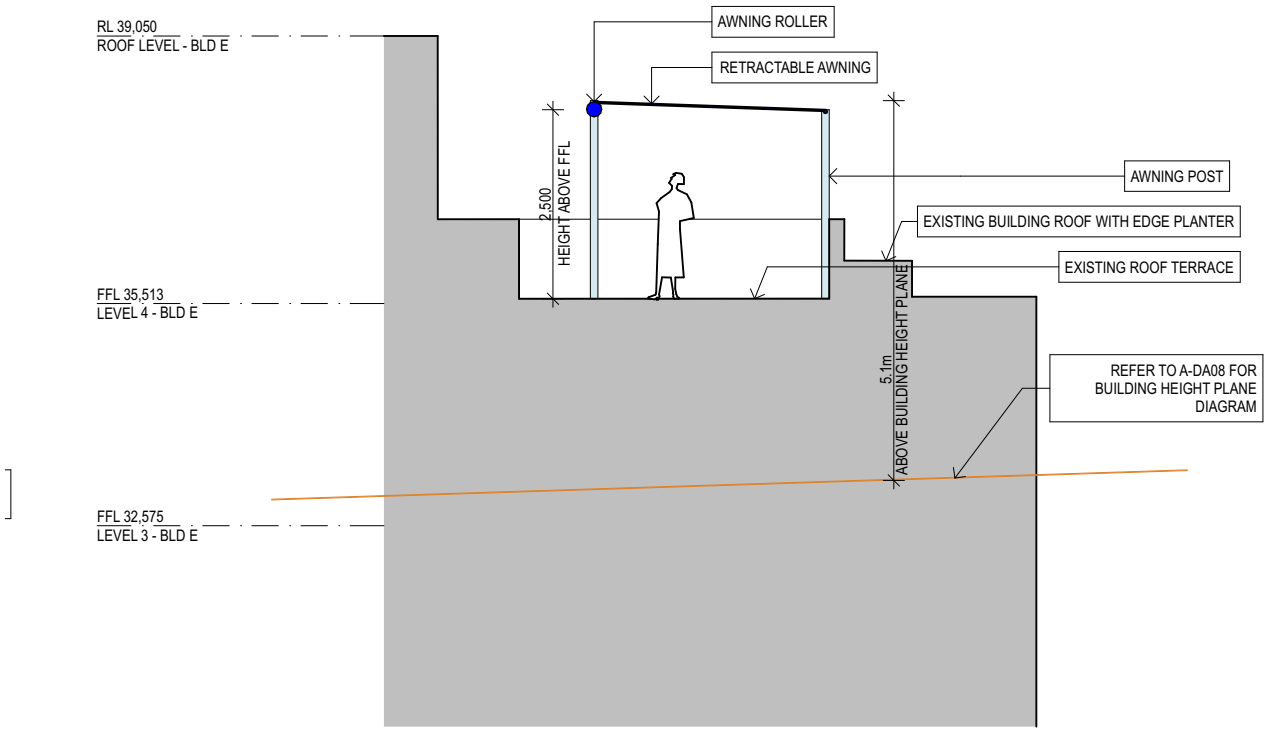 RL 39,050
ROOF LEVEL - BLD E
AWNING ROLLER
RETRACTABLE AWNING
2,500
HEIGHT ABOVE FFL
AWNING POST
EXISTING BUILDING ROOF WITH EDGE PLANTER
EXISTING ROOF TERRACE
FFL 35,513
LEVEL 4 - BLD E
5.1m
ABOVE BUILDING HEIGHT PLANE
REFER TO A-DA08 FOR
BUILDING HEIGHT PLANE
DIAGRAM
FFL 32,575
LEVEL 3 - BLD E